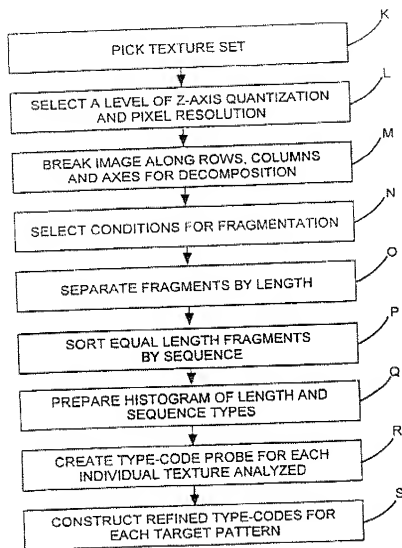 K
PICK TEXTURE SET
L
SELECT A LEVEL OF Z-AXIS QUANTIZATION
AND PIXEL RESOLUTION
M
BREAK IMAGE ALONG ROWS, COLUMNS
AND AXES FOR DECOMPOSITION
N
SELECT CONDITIONS FOR FRAGMENTATION
O
SEPARATE FRAGMENTS BY LENGTH
P
SORT EQUAL LENGTH FRAGMENTS
BY SEQUENCE
Q
PREPARE HISTOGRAM OF LENGTH AND
SEQUENCE TYPES
R
CREATE TYPE-CODE PROBE FOR EACH
INDIVIDUAL TEXTURE ANALYZED
S
CONSTRUCT REFINED TYPE-CODES FOR
EACH TARGET PATTERN